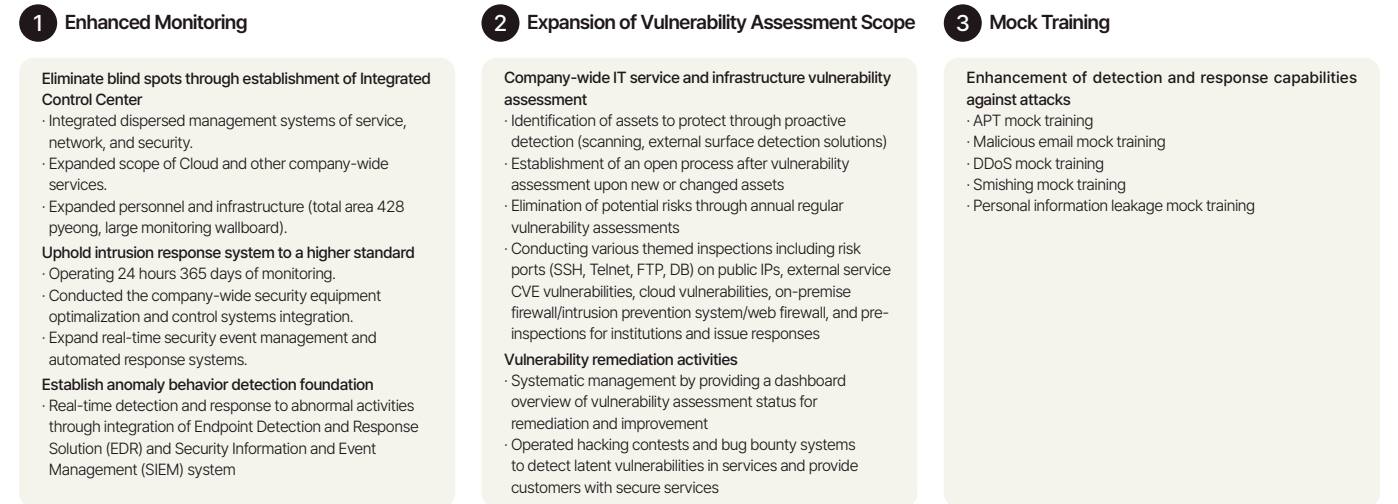 1 Enhanced Monitoring
Eliminate blind spots through establishment of Integrated
Control Center
· Integrated dispersed management systems of service,
network, and security.
· Expanded scope of Cloud and other company-wide
services.
· Expanded personnel and infrastructure (total area 428
pyeong, large monitoring wallboard).
Uphold intrusion response system to a higher standard
· Operating 24 hours 365 days of monitoring.
· Conducted the company-wide security equipment
optimalization and control systems integration.
· Expand real-time security event management and
automated response systems.
Establish anomaly behavior detection foundation
· Real-time detection and response to abnormal activities
through integration of Endpoint Detection and Response
Solution (EDR) and Security Information and Event
Management (SIEM) system
2 Expansion of Vulnerability Assessment Scope
Company-wide IT service and infrastructure vulnerability
assessment
· Identification of assets to protect through proactive
detection (scanning, external surface detection solutions)
· Establishment of an open process after vulnerability
assessment upon new or changed assets
· Elimination of potential risks through annual regular
vulnerability assessments
· Conducting various themed inspections including risk
ports (SSH, Telnet, FTP, DB) on public IPs, external service
CVE vulnerabilities, cloud vulnerabilities, on-premise
firewall/intrusion prevention system/web firewall, and pre-
inspections for institutions and issue responses
Vulnerability remediation activities
· Systematic management by providing a dashboard
overview of vulnerability assessment status for
remediation and improvement
· Operated hacking contests and bug bounty systems
to detect latent vulnerabilities in services and provide
customers with secure services
3 Mock Training
Enhancement of detection and response capabilities
against attacks
· APT mock training
· Malicious email mock training
· DDoS mock training
· Smishing mock training
· Personal information leakage mock training